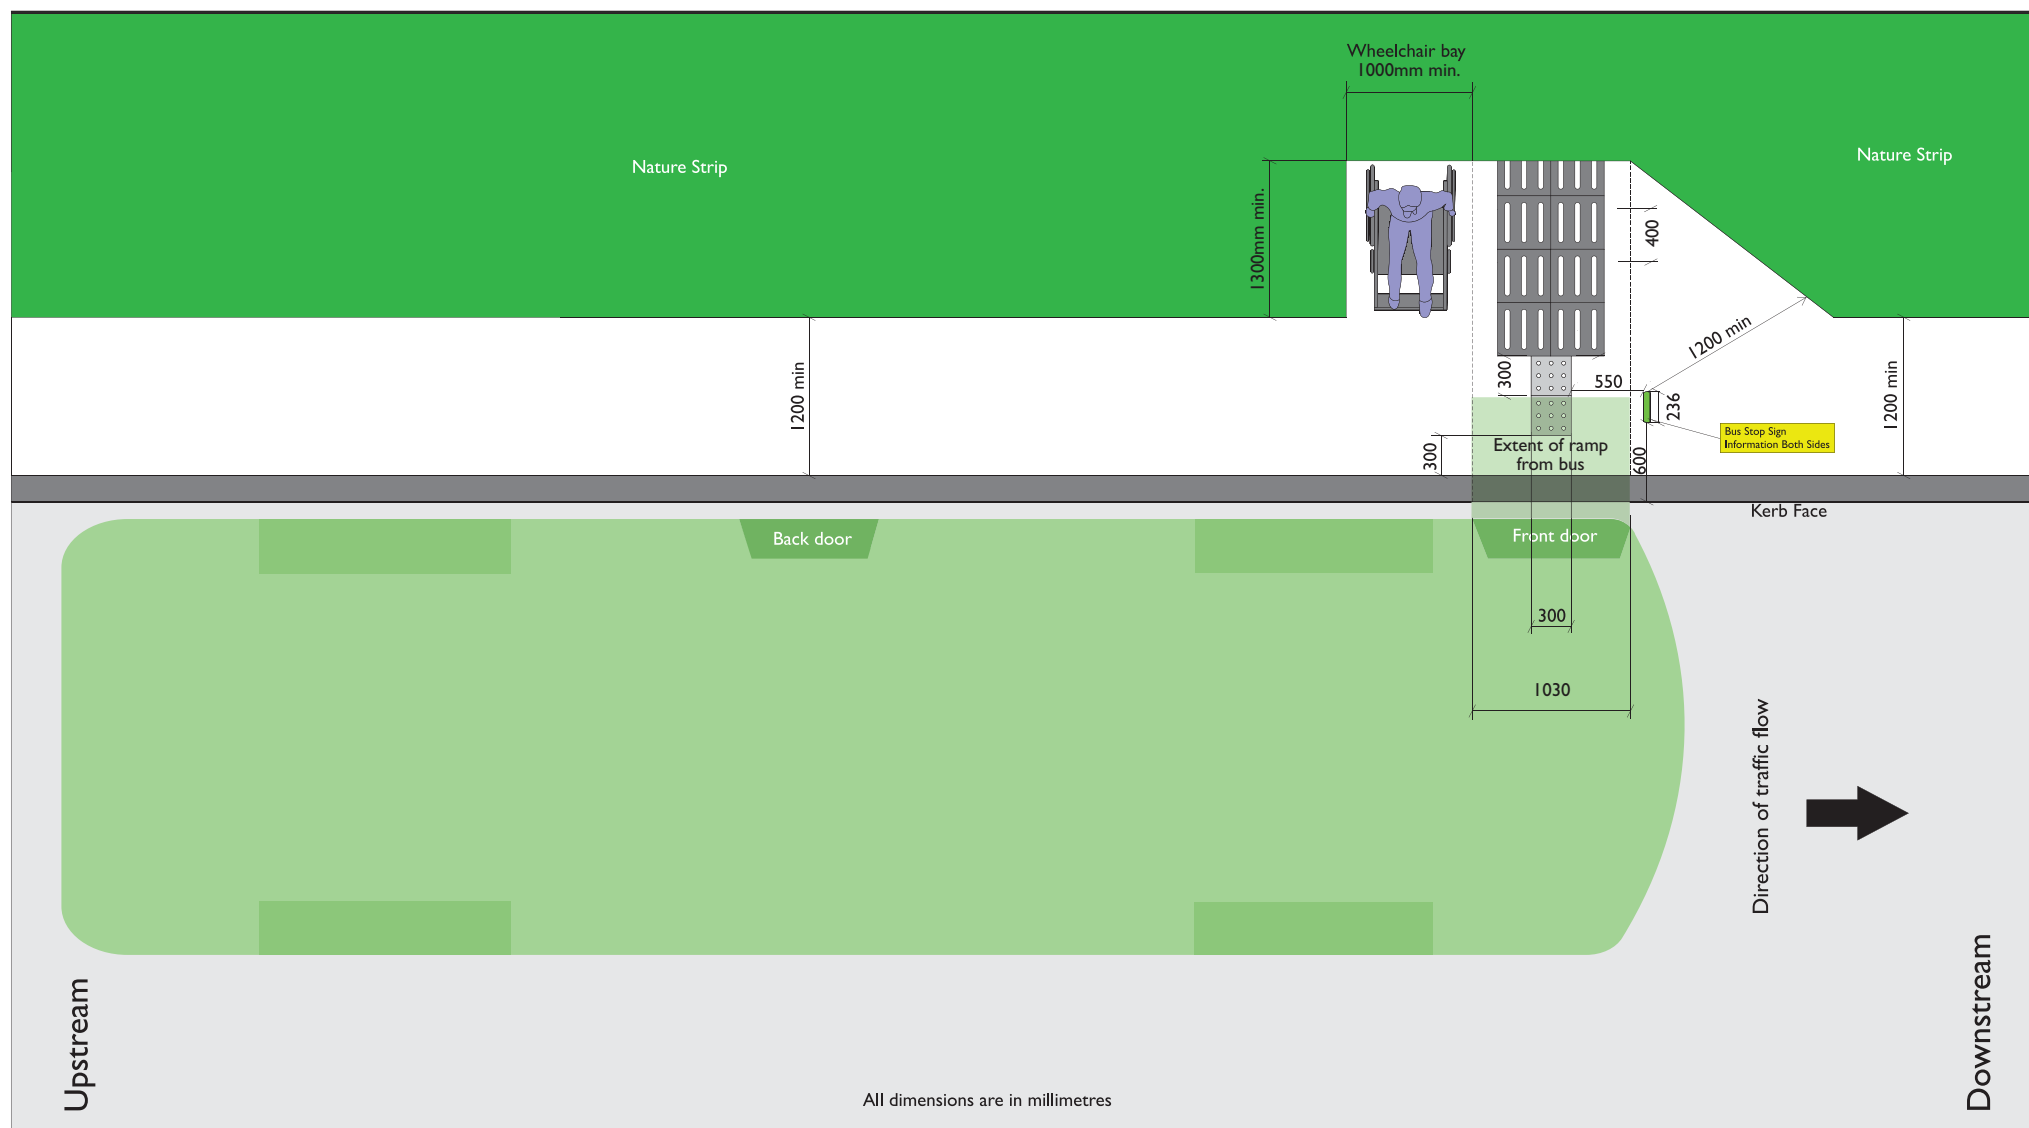 Wheelchair bay
1000mm min.
Nature Strip
Nature Strip
1300mm min.
400
1200 min
1200 min
1200 min
300
550
236
Bus Stop Sign
Information Both Sides
300
Extent of ramp
from bus
600
Kerb Face
Back door
Front door
300
1030
Direction of traffic flow
Upstream
Downstream
All dimensions are in millimetres